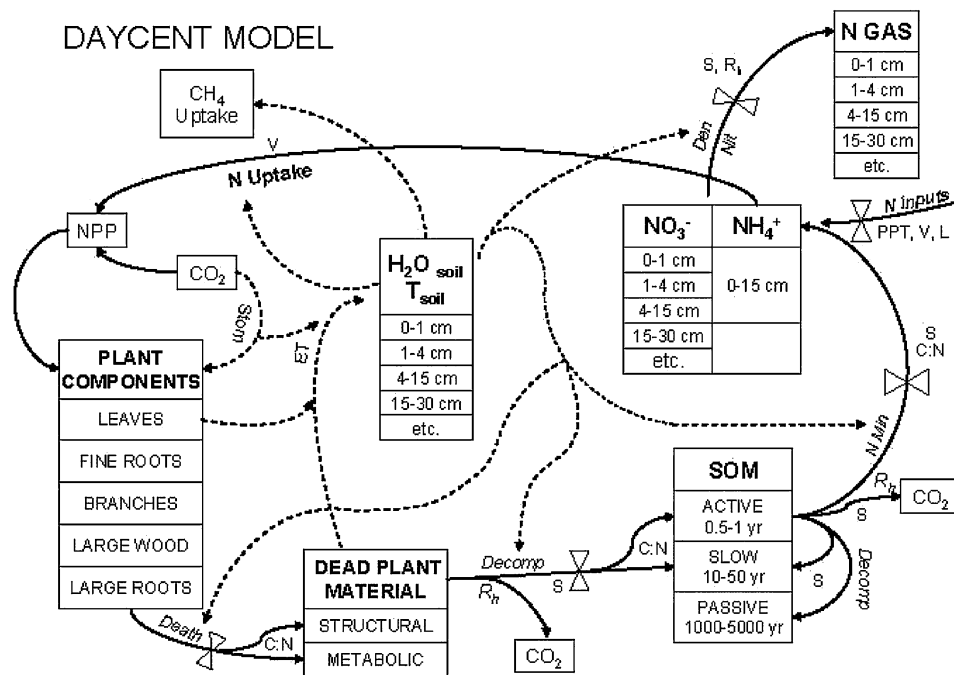 DAYCENT MODEL
N GAS
0-1 cm
1-4 cm
4-15 cm
15-30 cm
etc.
S, Rₕ
Den
Nit
CH₄
Uptake
V
N Uptake
NPP
CO₂
Stom
ET
H₂O soil
Tsoil
0-1 cm
1-4 cm
4-15 cm
15-30 cm
etc.
NO₃⁻
0-1 cm
1-4 cm
4-15 cm
15-30 cm
etc.
NH₄⁺
0-15 cm
N inputs
PPT, V, L
S
C:N
N Min
PLANT
COMPONENTS
LEAVES
FINE ROOTS
BRANCHES
LARGE WOOD
LARGE ROOTS
Death
C:N
DEAD PLANT
MATERIAL
STRUCTURAL
METABOLIC
Decomp
Rₕ
S
C:N
CO₂
SOM
ACTIVE
0.5-1 yr
SLOW
10-50 yr
PASSIVE
1000-5000 yr
Rₕ
S
CO₂
S
Decomp